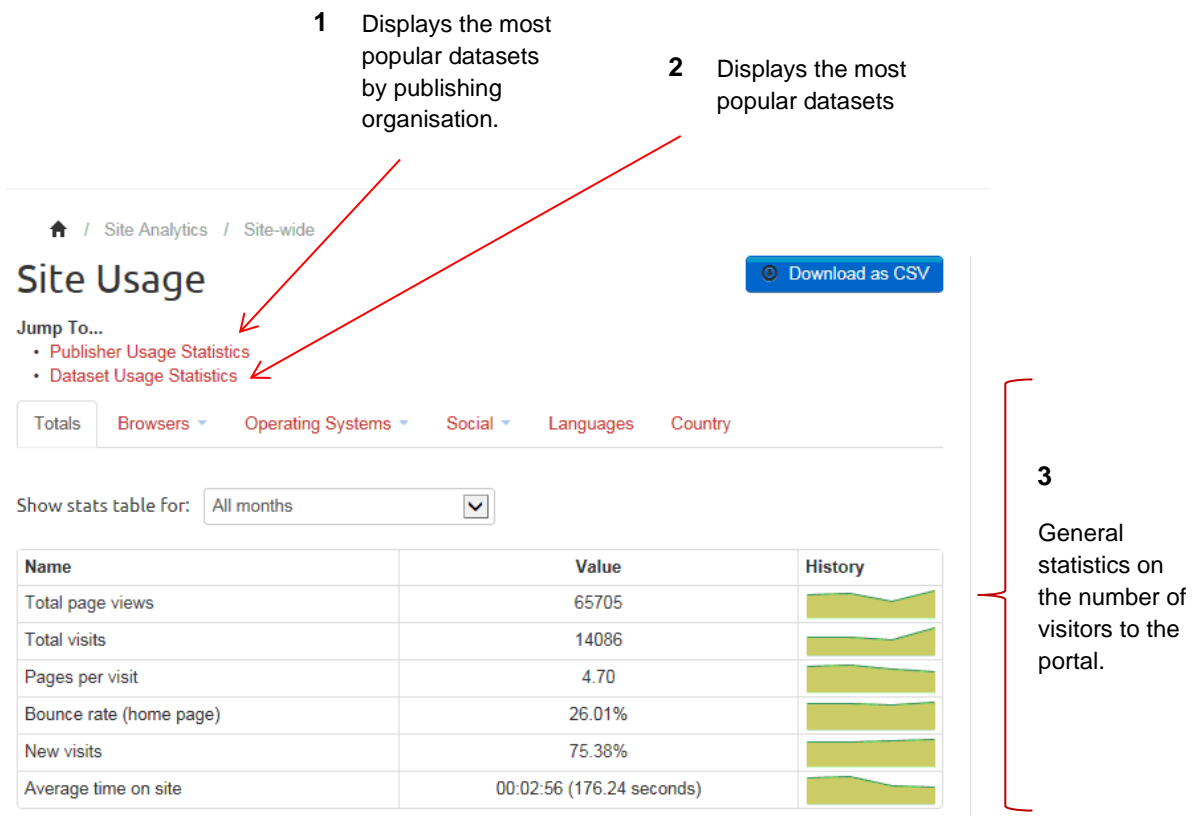 1 Displays the most
popular datasets
by publishing
organisation.
2 Displays the most
popular datasets
/ Site Analytics / Site-wide
Site Usage
Download as CSV
Jump To...
• Publisher Usage Statistics
• Dataset Usage Statistics
Totals Browsers Operating Systems Social Languages Country
Show stats table for: All months
Name Value History
Total page views 65705
Total visits 14086
Pages per visit 4.70
Bounce rate (home page) 26.01%
New visits 75.38%
Average time on site 00:02:56 (176.24 seconds)
3
General
statistics on
the number of
visitors to the
portal.